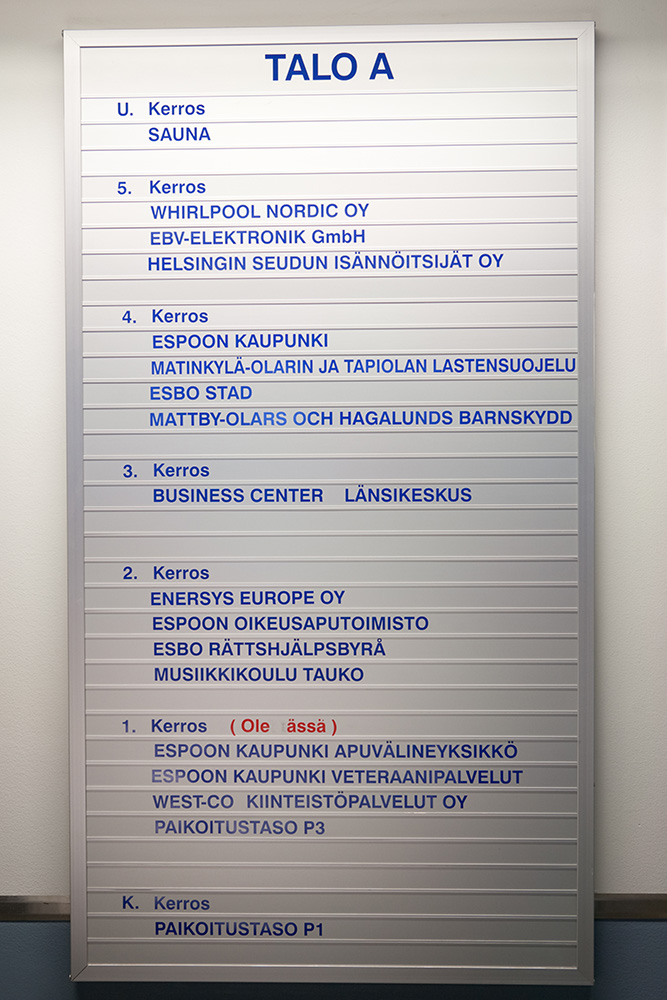 TALO A
U. Kerros
SAUNA
5. Kerros
WHIRLPOOL NORDIC OY
EBV-ELEKTRONIK GmbH
HELSINGIN SEUDUN ISÄNNÖITSIJÄT OY
4. Kerros
ESPOON KAUPUNKI
MATINKYLÄ-OLARIN JA TAPIOLAN LASTENSUOJELU
ESBO STAD
MATTBY-OLARS OCH HAGALUNDS BARNSKYDD
3. Kerros
BUSINESS CENTER LÄNSIKESKUS
2. Kerros
ENERSYS EUROPE OY
ESPOON OIKEUSAPUTOIMISTO
ESBO RÄTTSHJÄLPSBYRÅ
MUSIIKKIKOULU TAUKO
1. Kerros ( Ole ässä )
ESPOON KAUPUNKI APUVÄLINEYKSIKKÖ
ESPOON KAUPUNKI VETERAANIPALVELUT
WEST-CO KIINTEISTÖPALVELUT OY
PAIKOITUSTASO P3
K. Kerros
PAIKOITUSTASO P1